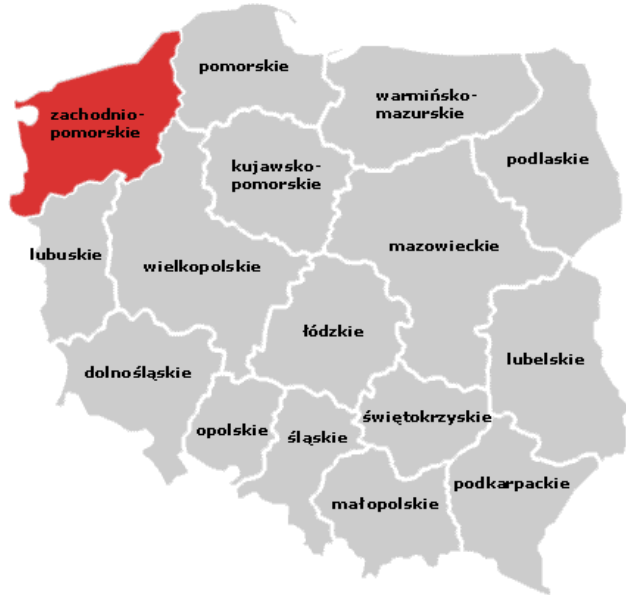 pomorskie
warmińsko-
mazurskie
zachodnio-
pomorskie
podlaskie
kujawsko-
pomorskie
mazowieckie
lubuskie
wielkopolskie
łódzkie
lubelskie
dolnośląskie
świętokrzyskie
opolskie
śląskie
podkarpackie
małopolskie